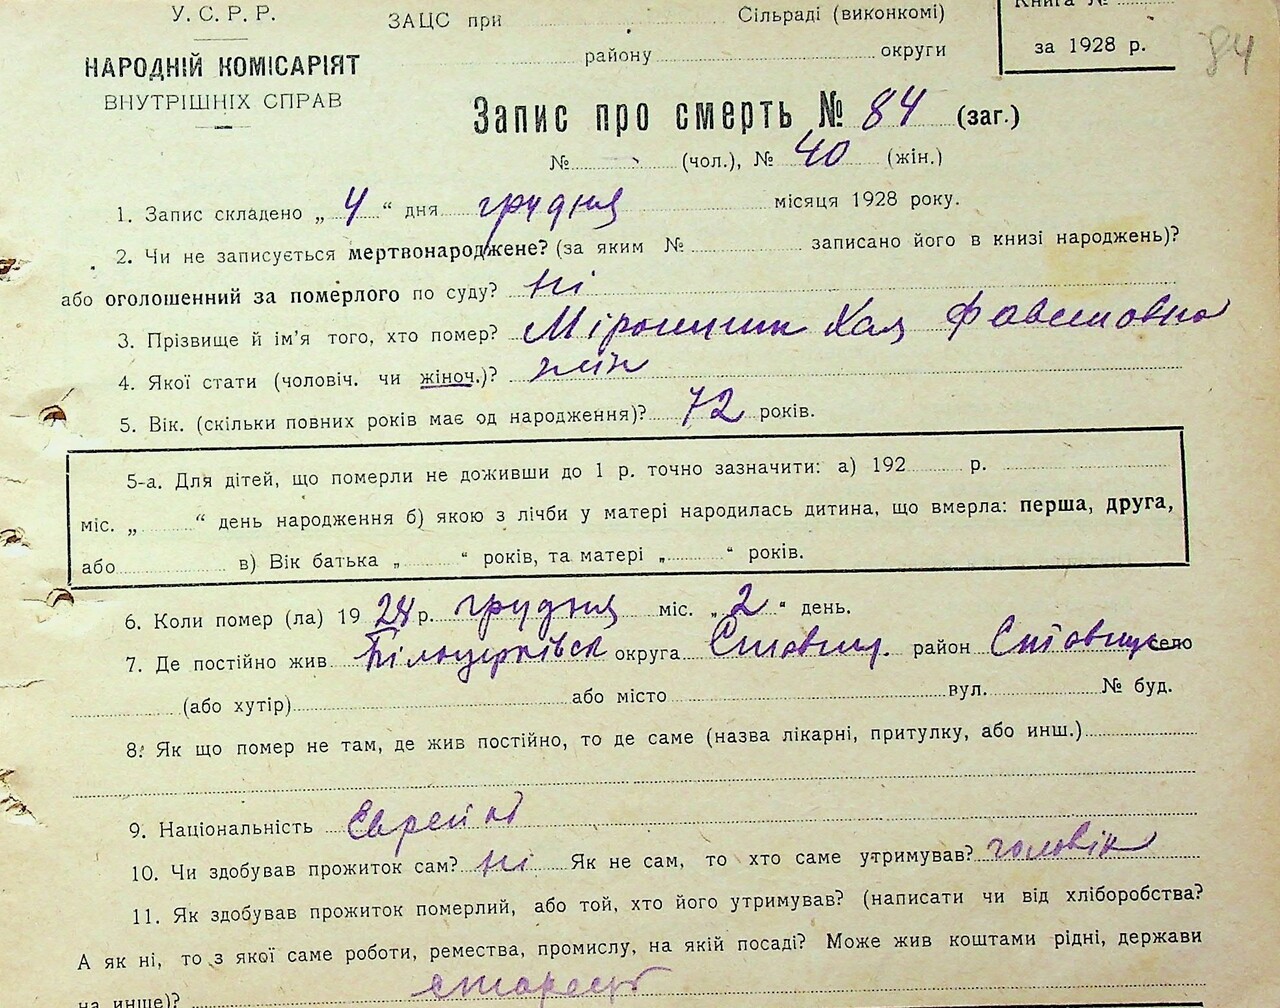 У. С. Р. Р.
НАРОДНІЙ КОМІСАРІЯТ
ВНУТРІШНІХ СПРАВ
ЗАЦС при Сільраді (виконкомі)
району округи
Книга №
за 1928 р.
84
Запис про смерть № 84 (заг.)
№ (чол.), № 40 (жін.)
1. Запис складено „ 4 “ дня грудня місяця 1928 року.
2. Чи не записується мертвонароджене? (за яким № записано його в книзі народжень)?
або оголошенний за померлого по суду? ні
3. Прізвище й ім'я того, хто помер? Хая
4. Якої стати (чоловіч. чи жіноч.)? жін
5. Вік. (скільки повних років має од народження)? 72 років.
5-а. Для дітей, що померли не доживши до 1 р. точно зазначити: а) 192 р.
міс. „ “ день народження б) якою з лічби у матері народилась дитина, що вмерла: перша, друга,
або в) Вік батька „ “ років, та матері „ “ років.
6. Коли помер (ла) 19 28 р. грудня міс. „ 2 “ день.
7. Де постійно жив Білоцерківск округа Ставищ. район Ставище село
(або хутір) або місто вул. № буд.
8. Як що помер не там, де жив постійно, то де саме (назва лікарні, притулку, або инш.)
9. Національність Еврейка
10. Чи здобував прожиток сам? ні Як не сам, то хто саме утримував? чоловік
11. Як здобував прожиток померлий, або той, хто його утримував? (написати чи від хліборобства?
А як ні, то з якої саме роботи, ремества, промислу, на якій посаді? Може жив коштами рідні, держави
на инше)?